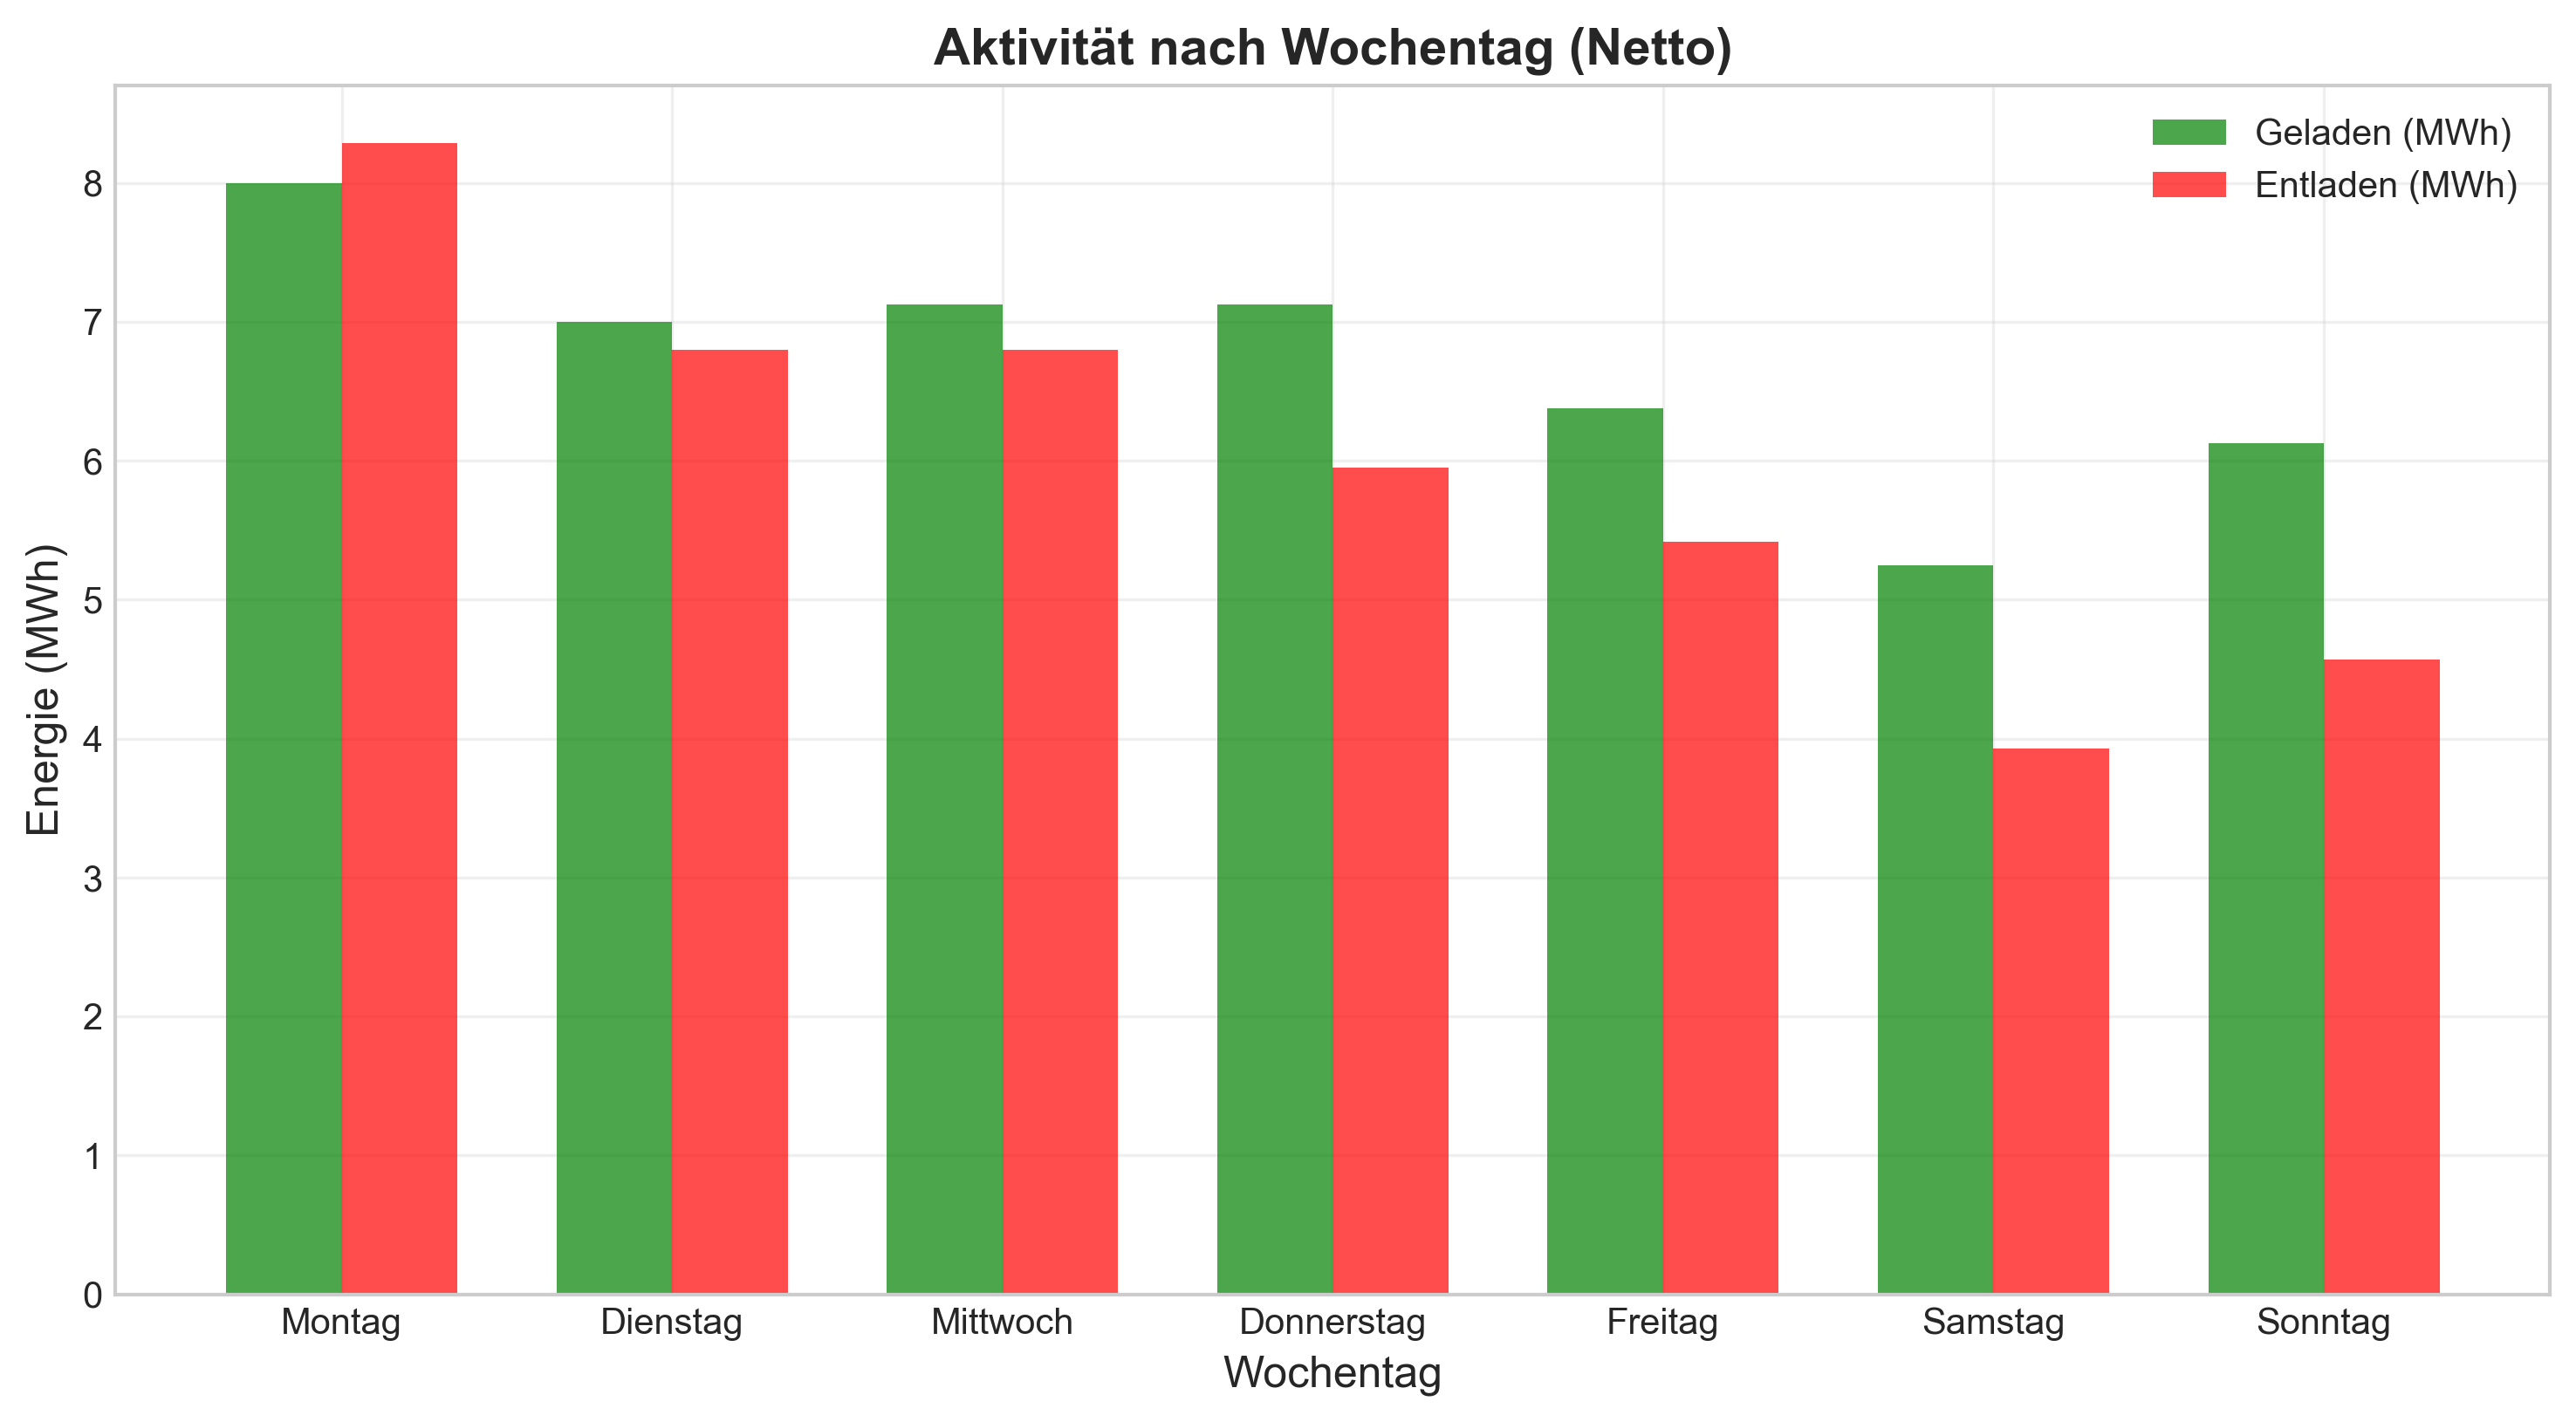 Aktivität nach Wochentag (Netto)
Geladen (MWh)
Entladen (MWh)
Energie (MWh)
8
7
6
5
4
3
2
1
0
Montag Dienstag Mittwoch Donnerstag Freitag Samstag Sonntag
Wochentag